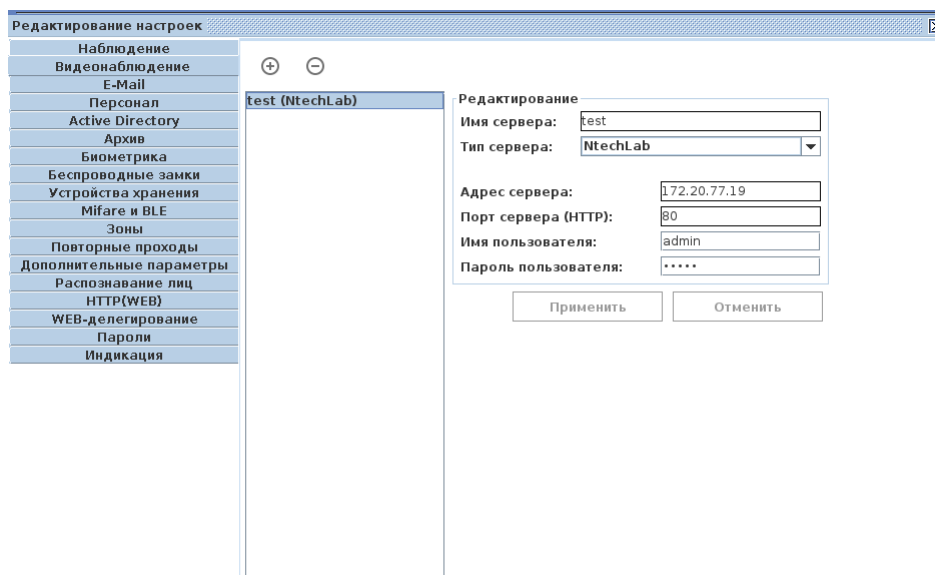 Редактирование настроек
Наблюдение
Видеонаблюдение
E-Mail
Персонал
Active Directory
Архив
Биометрика
Беспроводные замки
Устройства хранения
Mifare и BLE
Зоны
Повторные проходы
Дополнительные параметры
Распознавание лиц
HTTP(WEB)
WEB-делегирование
Пароли
Индикация
test (NtechLab)
Редактирование
Имя сервера: test
Тип сервера: NtechLab
Адрес сервера: 172.20.77.19
Порт сервера (HTTP): 80
Имя пользователя: admin
Пароль пользователя: •••••
Применить Отменить